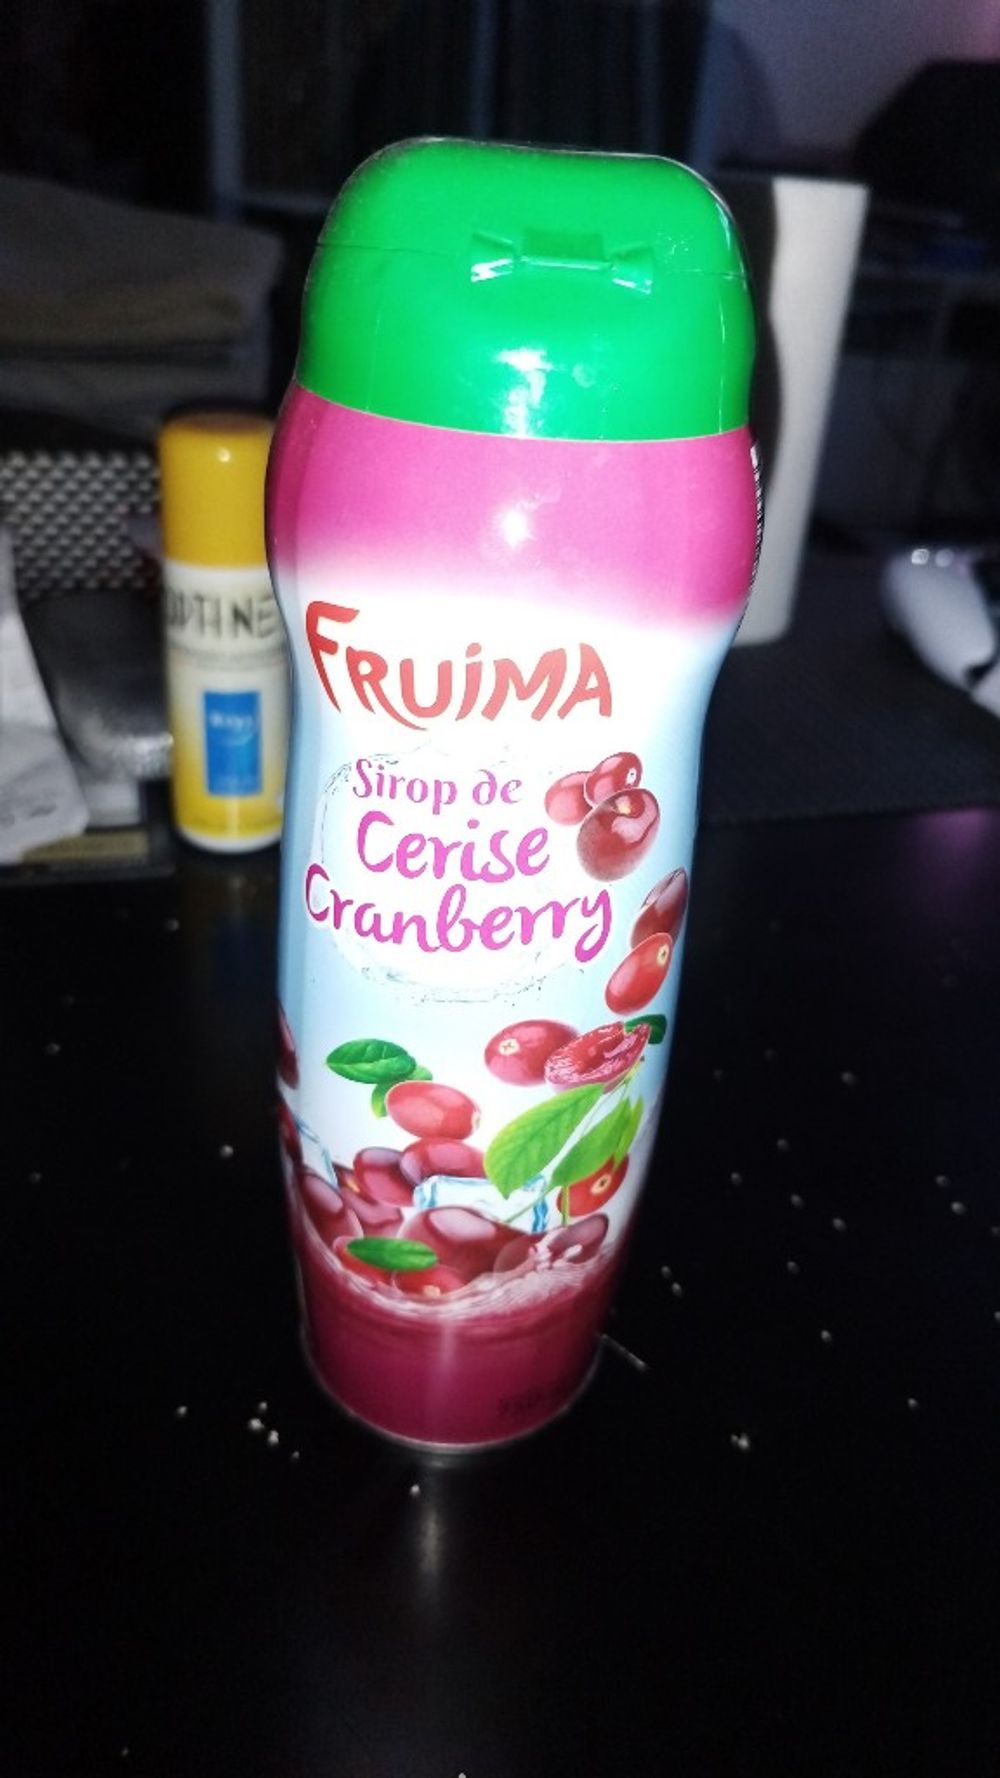 FRUiMA
Sirop de
Cerise
Cranberry